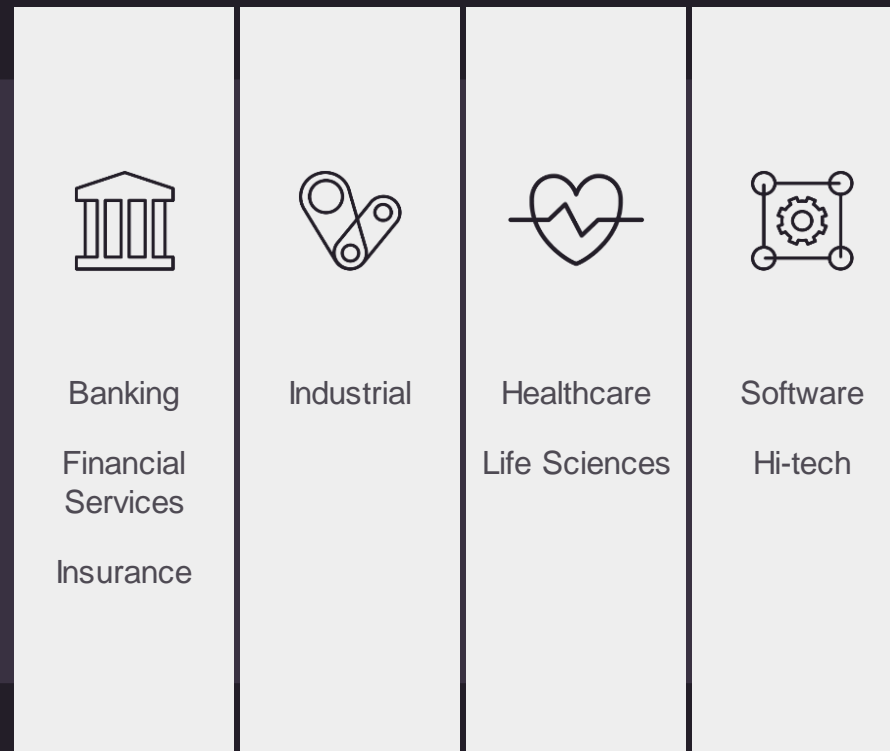 Banking
Financial
Services
Insurance
Industrial
Healthcare
Life Sciences
Software
Hi-tech